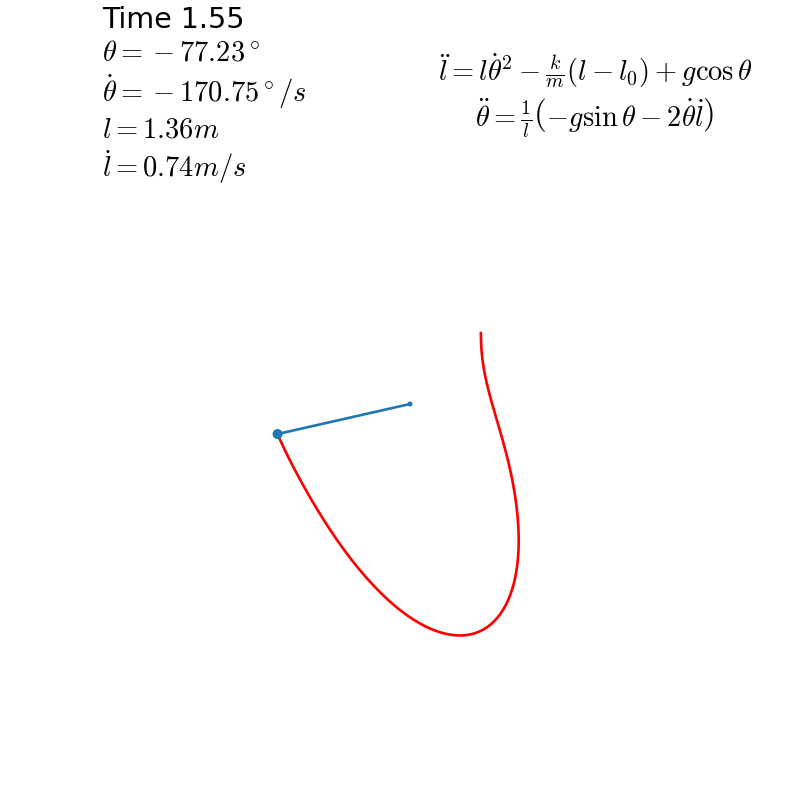 Time 1.55
θ = −77.23°
θ̇ = −170.75°/s
l = 1.36m
l̇ = 0.74m/s
l̈ = lθ̇² − k/m(l − l₀) + g cos θ
θ̈ = 1/l(−g sin θ − 2θ̇l̇)